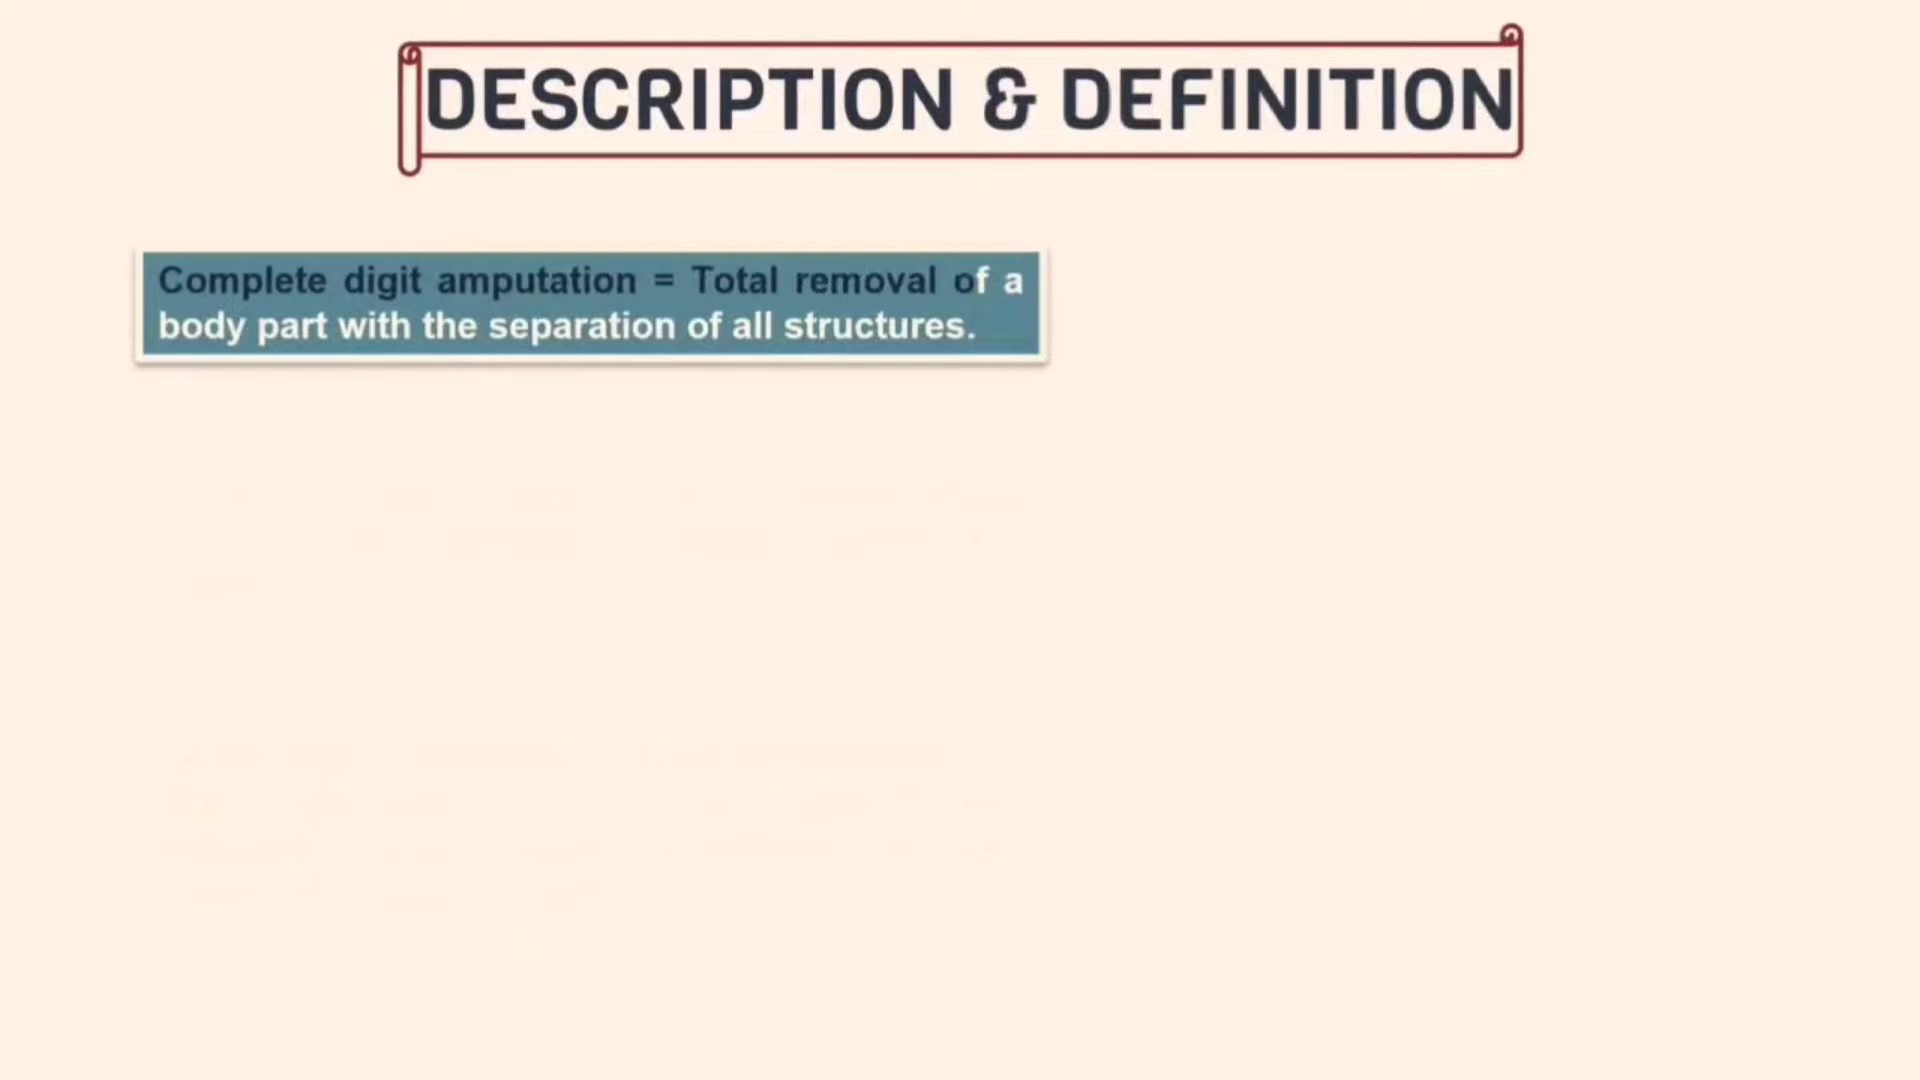 DESCRIPTION & DEFINITION
Complete digit amputation = Total removal of a
body part with the separation of all structures.